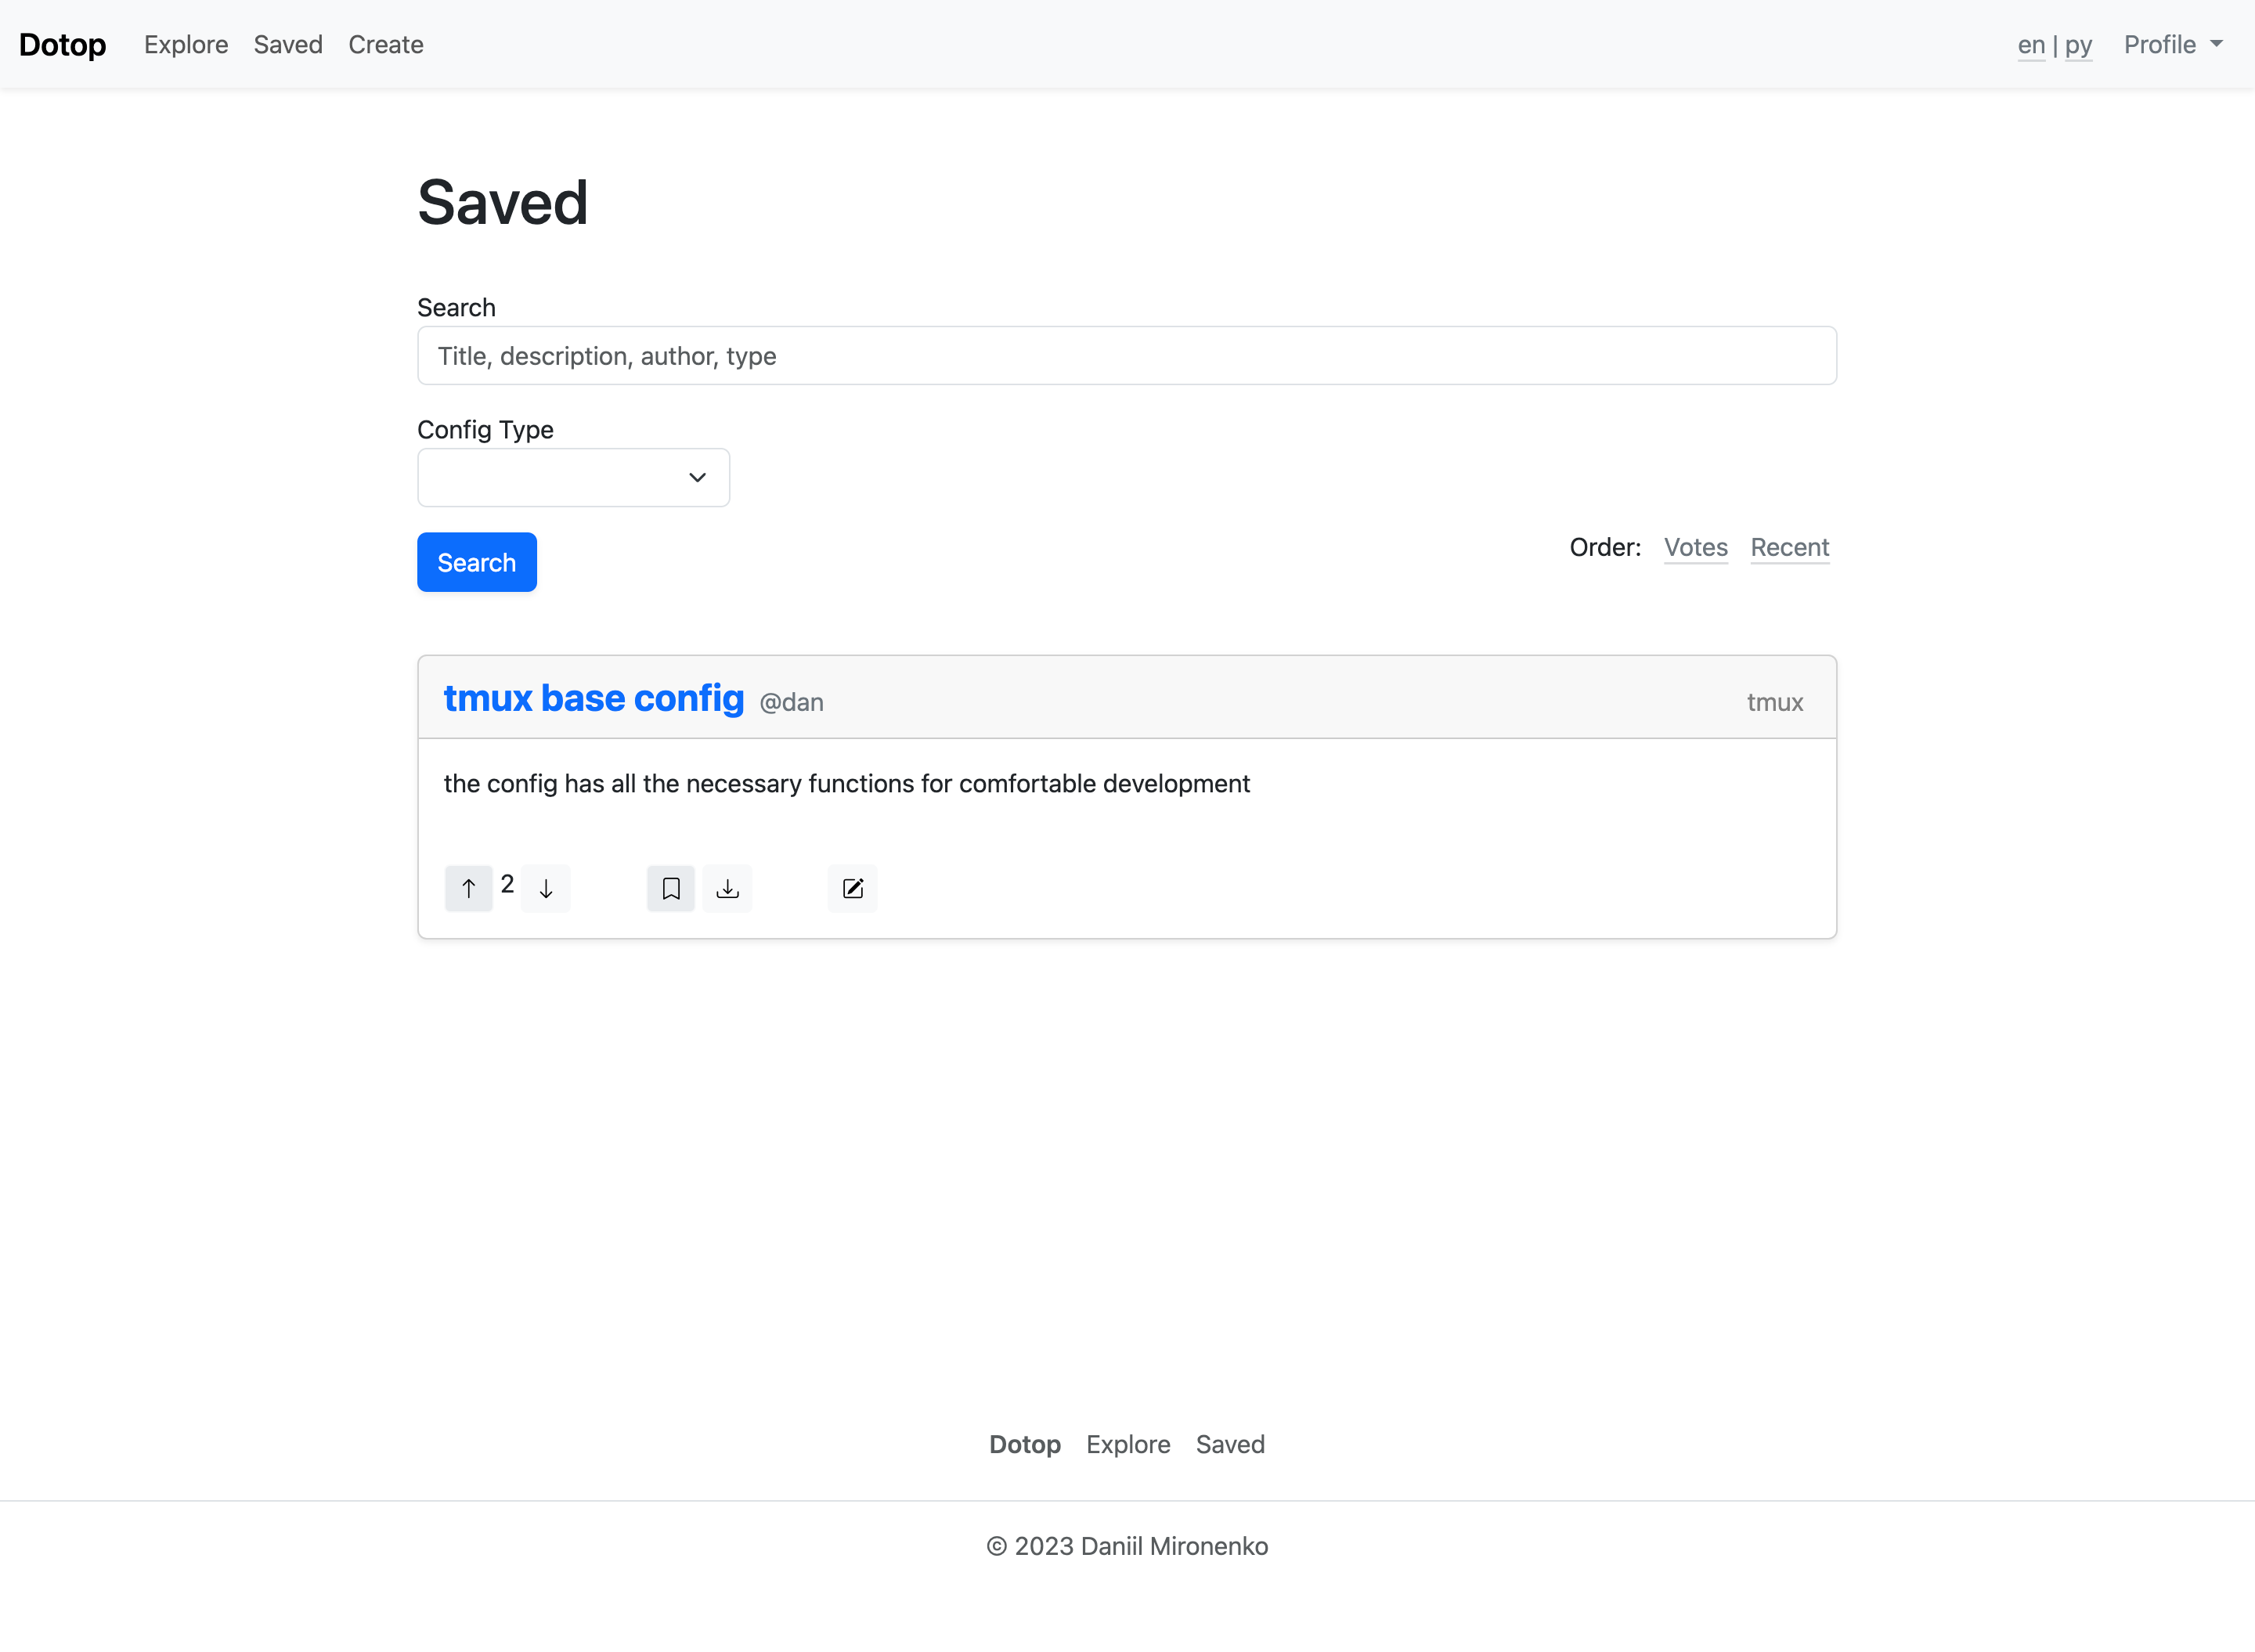 Dotop Explore Saved Create en | ру Profile
Saved
Search
Title, description, author, type
Config Type
Search Order: Votes Recent
tmux base config @dan tmux
the config has all the necessary functions for comfortable development
2
Dotop Explore Saved
© 2023 Daniil Mironenko